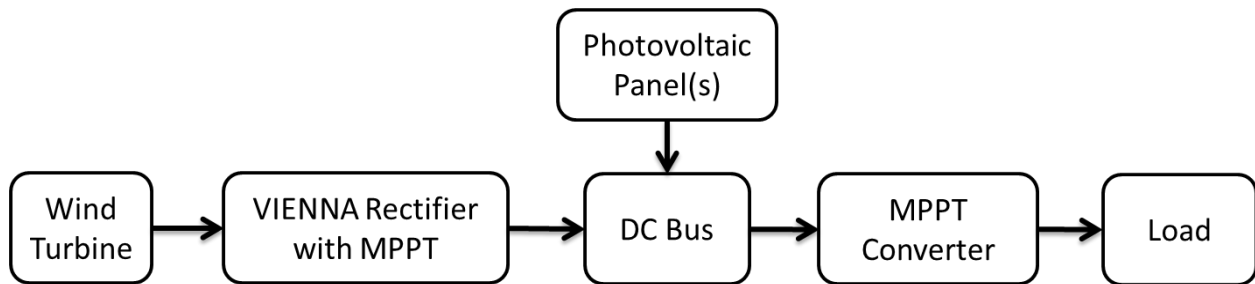 Photovoltaic
Panel(s)
Wind
Turbine
VIENNA Rectifier
with MPPT
DC Bus
MPPT
Converter
Load